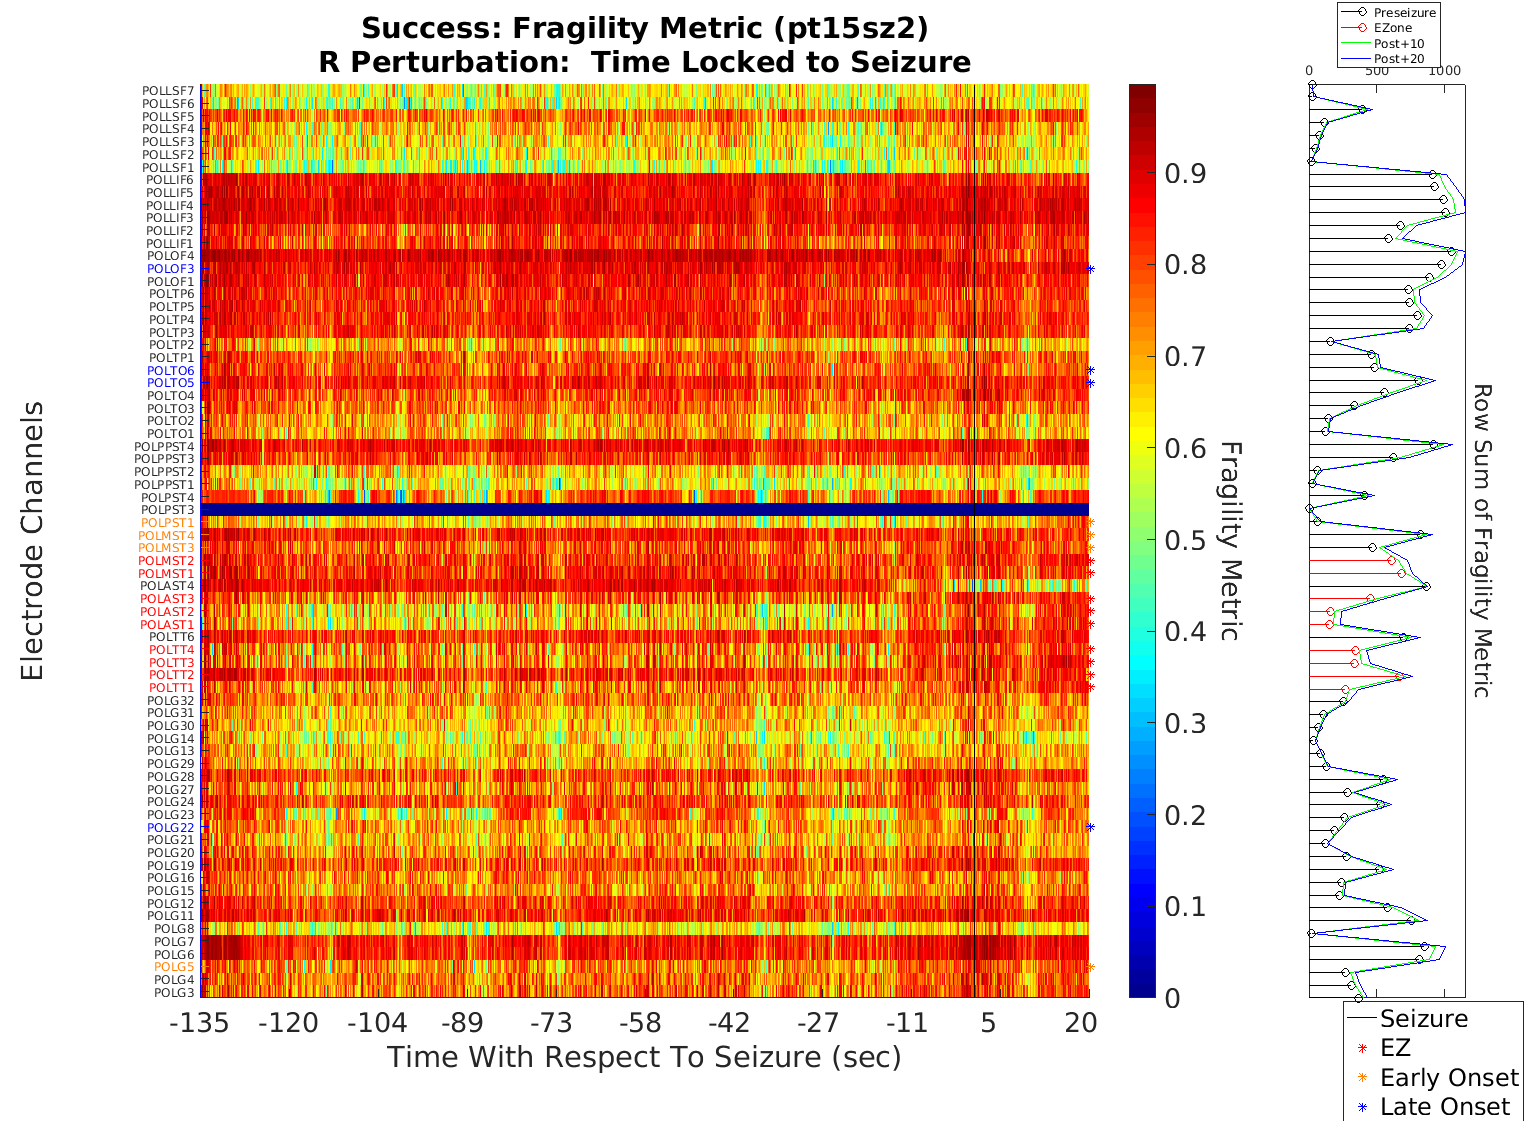 Success: Fragility Metric (pt15sz2)
R Perturbation:  Time Locked to Seizure
Preseizure
EZone
Post+10
Post+20
0 500 1000
Electrode Channels
POLLSF7
POLLSF6
POLLSF5
POLLSF4
POLLSF3
POLLSF2
POLLSF1
POLLIF6
POLLIF5
POLLIF4
POLLIF3
POLLIF2
POLLIF1
POLOF4
POLOF3
POLOF1
POLTP6
POLTP5
POLTP4
POLTP3
POLTP2
POLTP1
POLTO6
POLTO5
POLTO4
POLTO3
POLTO2
POLTO1
POLPPST4
POLPPST3
POLPPST2
POLPPST1
POLPST4
POLPST3
POLPST1
POLMST4
POLMST3
POLMST2
POLMST1
POLAST4
POLAST3
POLAST2
POLAST1
POLTT6
POLTT4
POLTT3
POLTT2
POLTT1
POLG32
POLG31
POLG30
POLG14
POLG13
POLG29
POLG28
POLG27
POLG24
POLG23
POLG22
POLG21
POLG20
POLG19
POLG16
POLG15
POLG12
POLG11
POLG8
POLG7
POLG6
POLG5
POLG4
POLG3
-135 -120 -104 -89 -73 -58 -42 -27 -11 5 20
Time With Respect To Seizure (sec)
0.9
0.8
0.7
0.6
0.5
0.4
0.3
0.2
0.1
0
Fragility Metric
Row Sum of Fragility Metric
Seizure
EZ
Early Onset
Late Onset